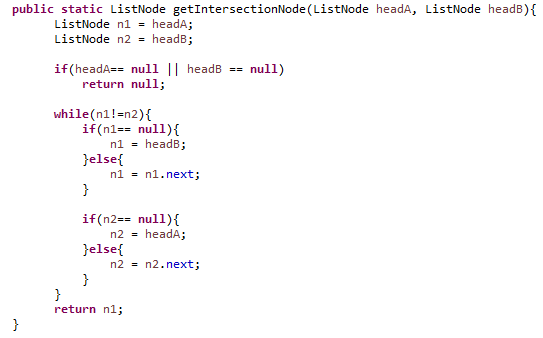 public static ListNode getIntersectionNode(ListNode headA, ListNode headB){
ListNode n1 = headA;
ListNode n2 = headB;
if(headA== null || headB == null)
return null;
while(n1!=n2){
if(n1== null){
n1 = headB;
}else{
n1 = n1.next;
}
if(n2== null){
n2 = headA;
}else{
n2 = n2.next;
}
}
return n1;
}